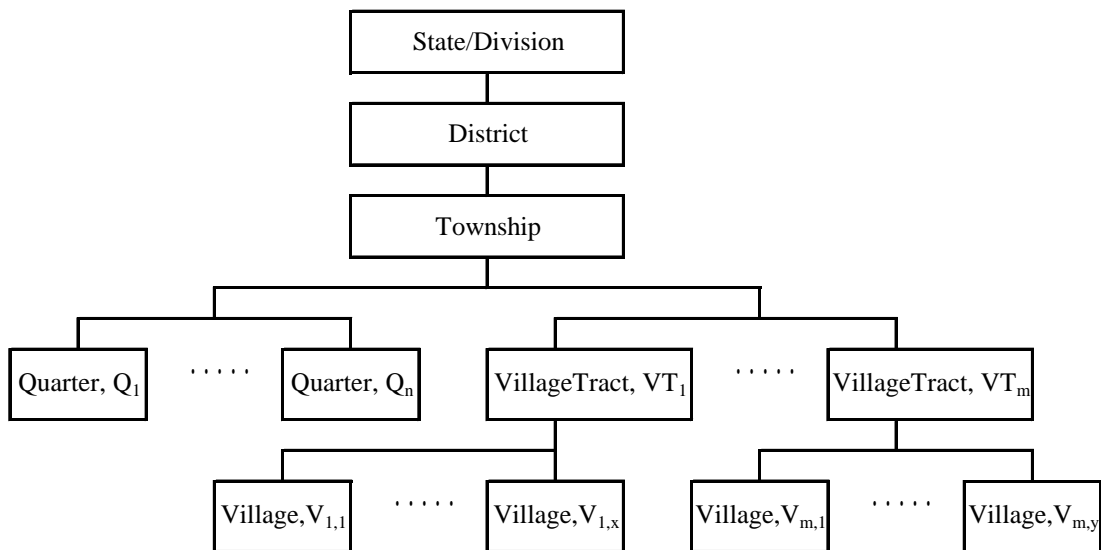 State/Division
District
Township
Quarter, Q₁ ..... Quarter, Qₙ VillageTract, VT₁ ..... VillageTract, VTₘ
Village,V₁,₁ ..... Village,V₁,ₓ Village,Vₘ,₁ ..... Village,Vₘ,y